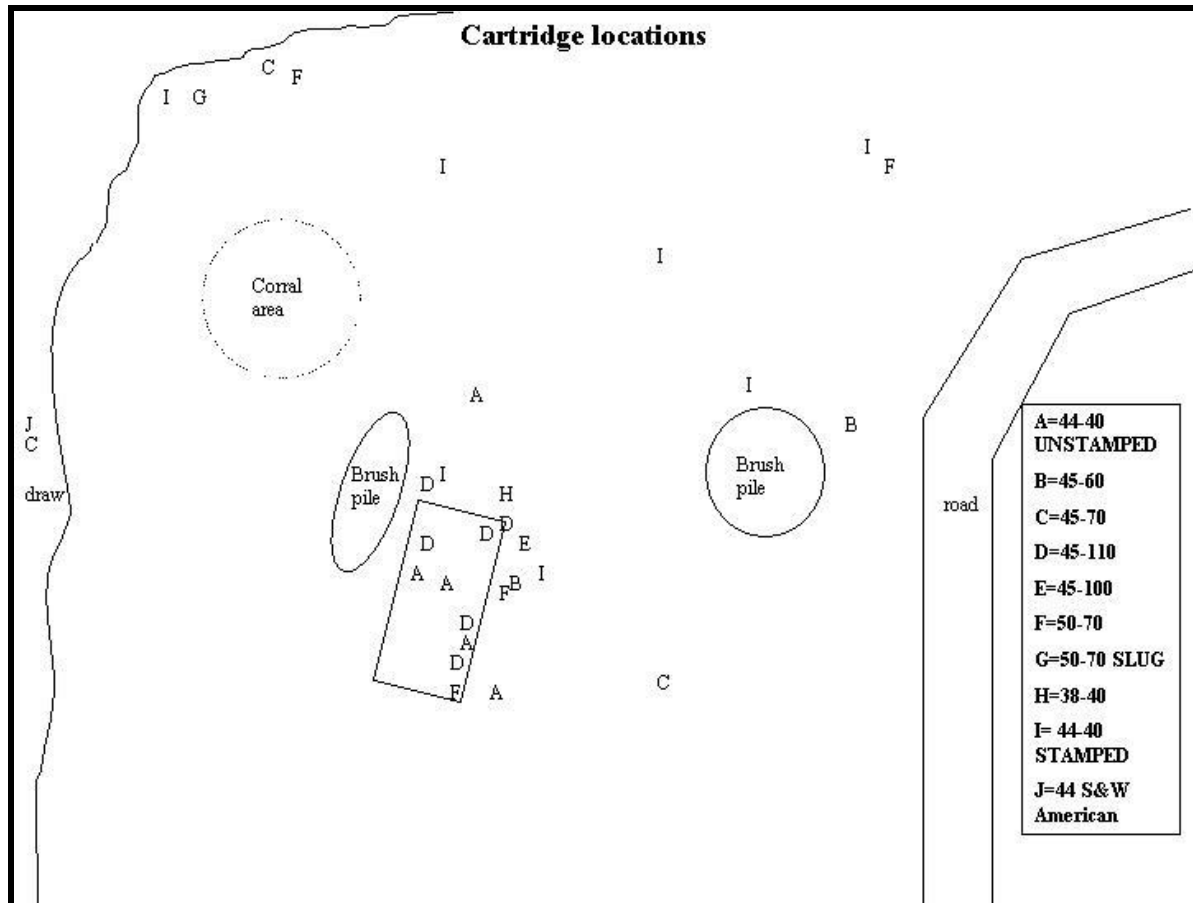 Cartridge locations
C
F
I G
I
F
I
I
Corral
area
I
A
J
C
B
draw
Brush
pile
D I
H
Brush
pile
road
D
D
D
E
A
A
I
B
F
D
A
D
F A
C
A=44-40
UNSTAMPED
B=45-60
C=45-70
D=45-110
E=45-100
F=50-70
G=50-70 SLUG
H=38-40
I= 44-40
STAMPED
J=44 S&W
American